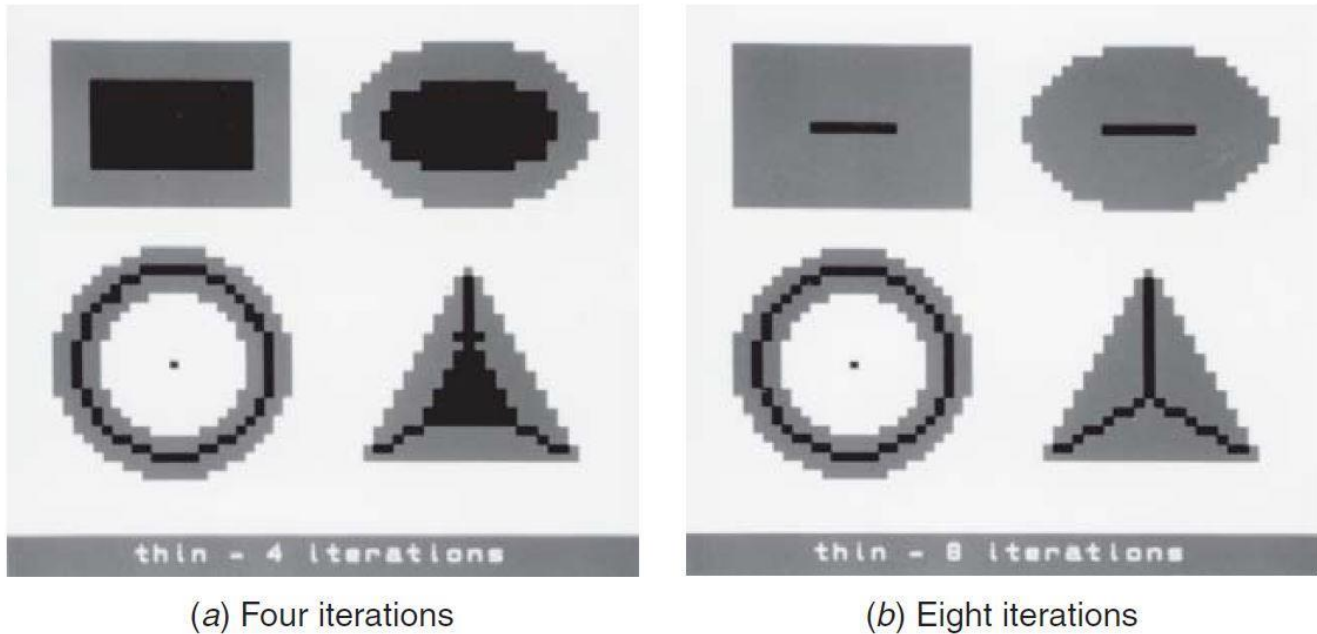 thin - 4 iterations
thin - 8 iterations
(a) Four iterations
(b) Eight iterations